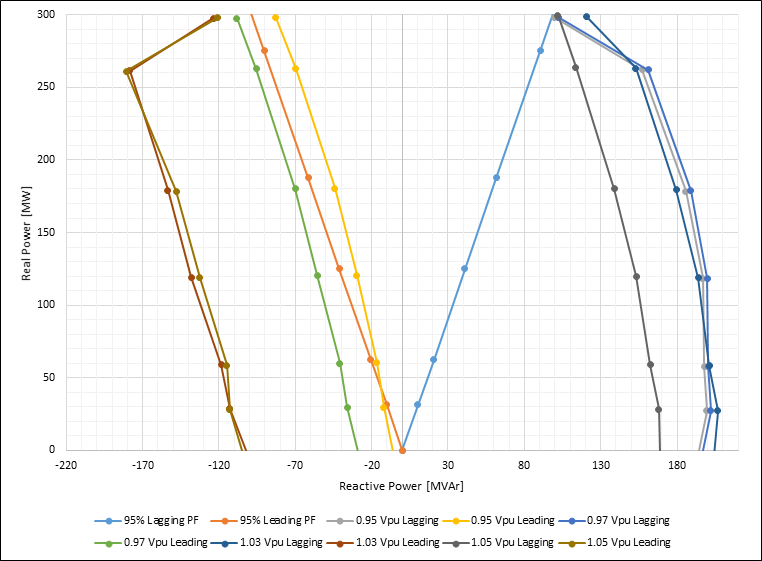 300
250
200
150
100
50
0
Real Power [MW]
-220 -170 -120 -70 -20 30 80 130 180
Reactive Power [MVAr]
95% Lagging PF 95% Leading PF 0.95 Vpu Lagging 0.95 Vpu Leading 0.97 Vpu Lagging
0.97 Vpu Leading 1.03 Vpu Lagging 1.03 Vpu Leading 1.05 Vpu Lagging 1.05 Vpu Leading